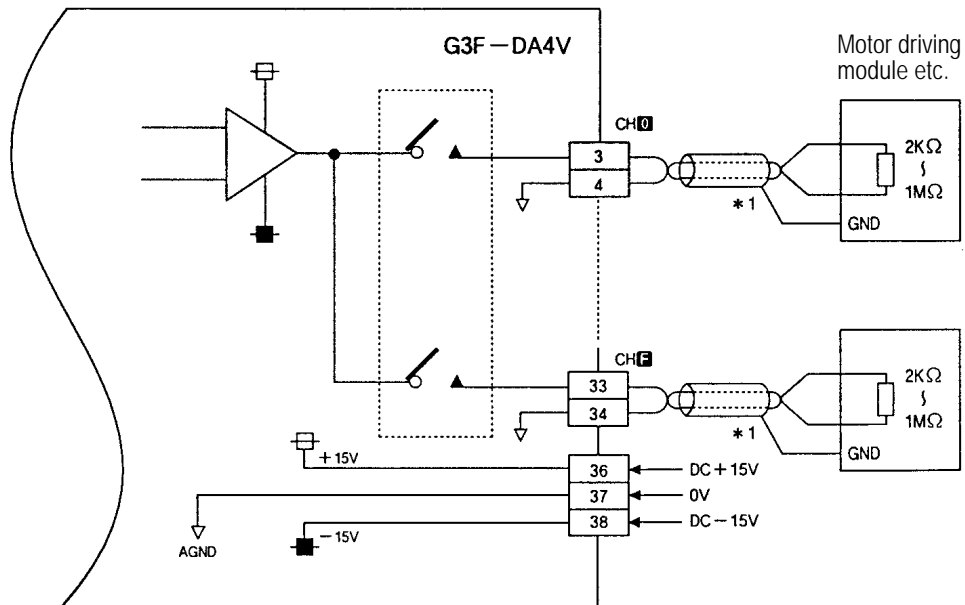 G3F－DA4V
Motor driving
module etc.
CH0
3
4
2KΩ
∫
1MΩ
GND
*1
CHF
33
34
2KΩ
∫
1MΩ
GND
*1
+15V
36
DC+15V
37
0V
38
DC−15V
−15V
AGND